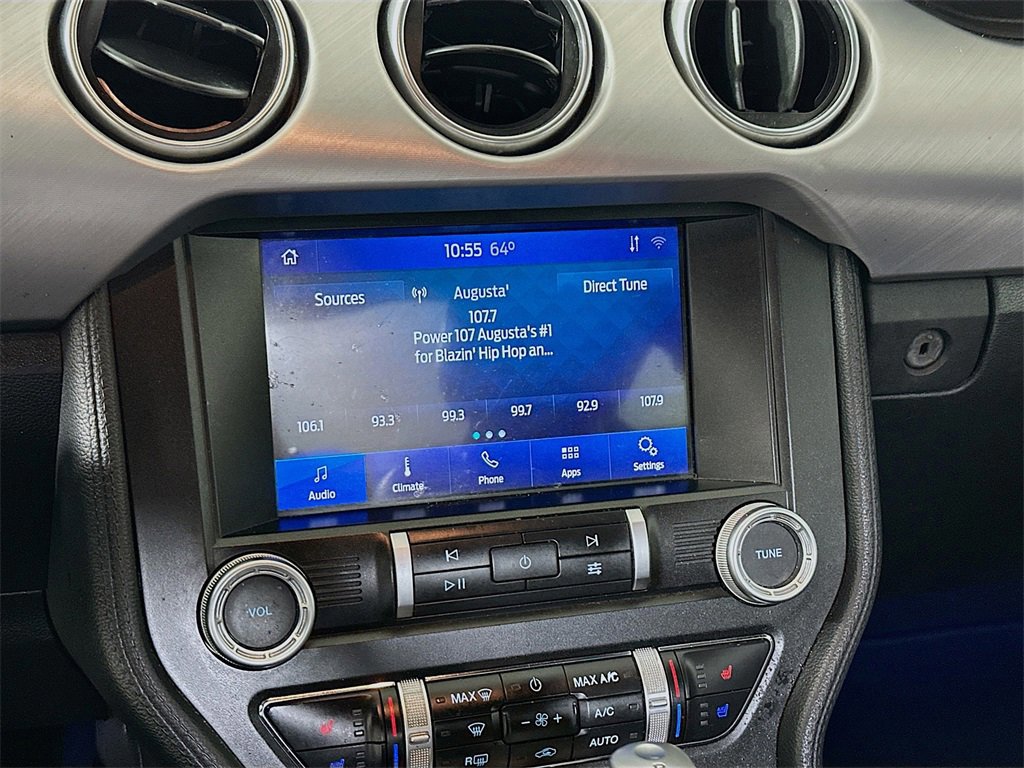 10:55 64°
Sources
Augusta'
Direct Tune
107.7
Power107 Augusta's #1
for Blazin' Hip Hop an...
106.1 93.3 99.3 99.7 92.9 107.9
Audio Climate Phone Apps Settings
VOL
TUNE
MAX
MAX A/C
A/C
R
AUTO